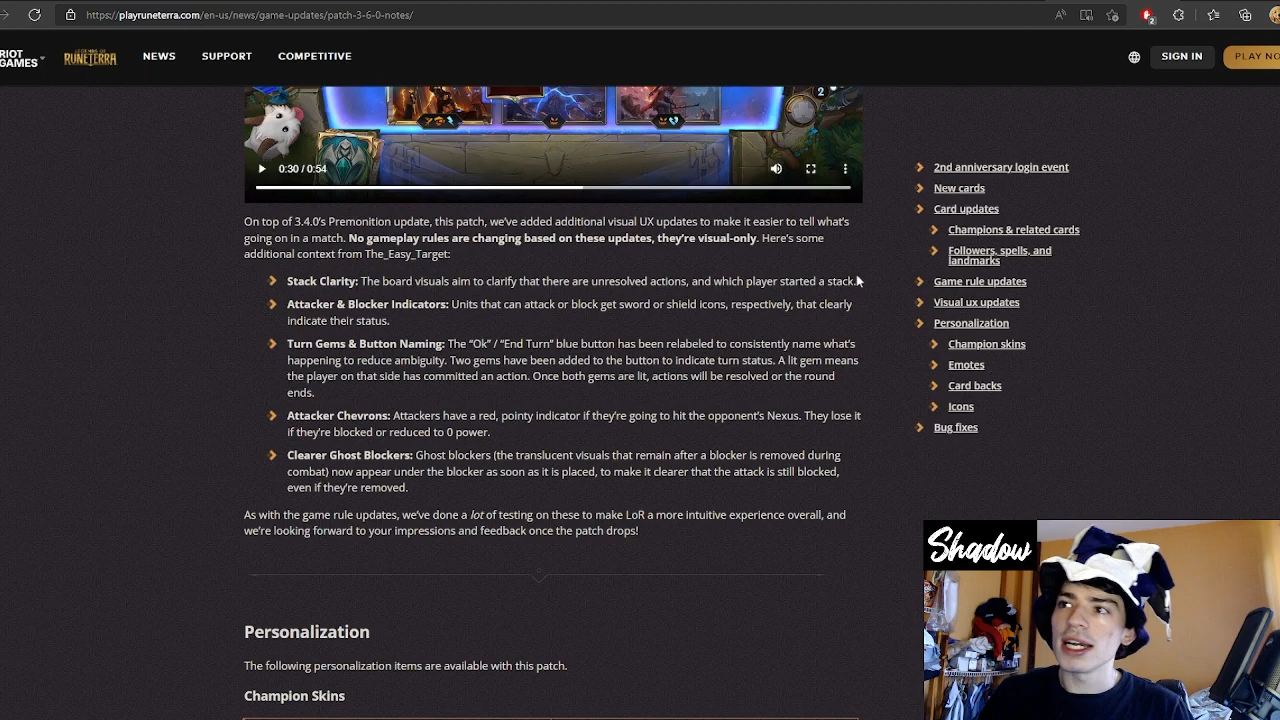 https://playruneterra.com/en-us/news/game-updates/patch-3-6-0-notes/
2
RIOT
GAMES
LEGENDS OF
RUNETERRA
NEWS
SUPPORT
COMPETITIVE
SIGN IN
PLAY NO
2
0:30 / 0:54
On top of 3.4.0's Premonition update, this patch, we've added additional visual UX updates to make it easier to tell what's
going on in a match. No gameplay rules are changing based on these updates, they're visual-only. Here's some
additional context from The_Easy_Target:
Stack Clarity: The board visuals aim to clarify that there are unresolved actions, and which player started a stack.
Attacker & Blocker Indicators: Units that can attack or block get sword or shield icons, respectively, that clearly
indicate their status.
Turn Gems & Button Naming: The “Ok” / “End Turn” blue button has been relabeled to consistently name what's
happening to reduce ambiguity. Two gems have been added to the button to indicate turn status. A lit gem means
the player on that side has committed an action. Once both gems are lit, actions will be resolved or the round
ends.
Attacker Chevrons: Attackers have a red, pointy indicator if they're going to hit the opponent's Nexus. They lose it
if they're blocked or reduced to 0 power.
Clearer Ghost Blockers: Ghost blockers (the translucent visuals that remain after a blocker is removed during
combat) now appear under the blocker as soon as it is placed, to make it clearer that the attack is still blocked,
even if they're removed.
As with the game rule updates, we've done a lot of testing on these to make LoR a more intuitive experience overall, and
we're looking forward to your impressions and feedback once the patch drops!
Personalization
The following personalization items are available with this patch.
Champion Skins
2nd anniversary login event
New cards
Card updates
Champions & related cards
Followers, spells, and
landmarks
Game rule updates
Visual ux updates
Personalization
Champion skins
Emotes
Card backs
Icons
Bug fixes
Shadow